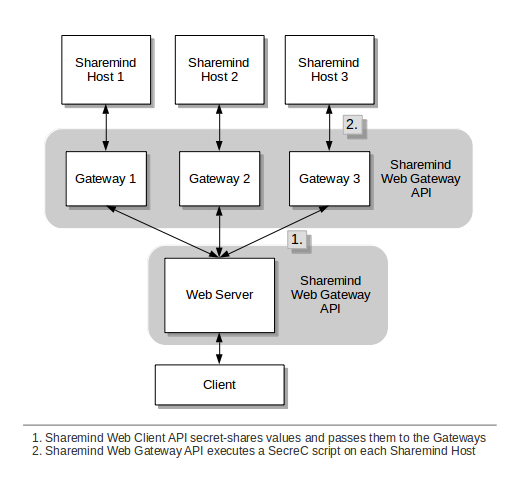 Sharemind
Host 1
Sharemind
Host 2
Sharemind
Host 3
2.
Gateway 1
Gateway 2
Gateway 3
Sharemind
Web Gateway
API
1.
Web Server
Sharemind
Web Gateway
API
Client
1. Sharemind Web Client API secret-shares values and passes them to the Gateways
2. Sharemind Web Gateway API executes a SecreC script on each Sharemind Host